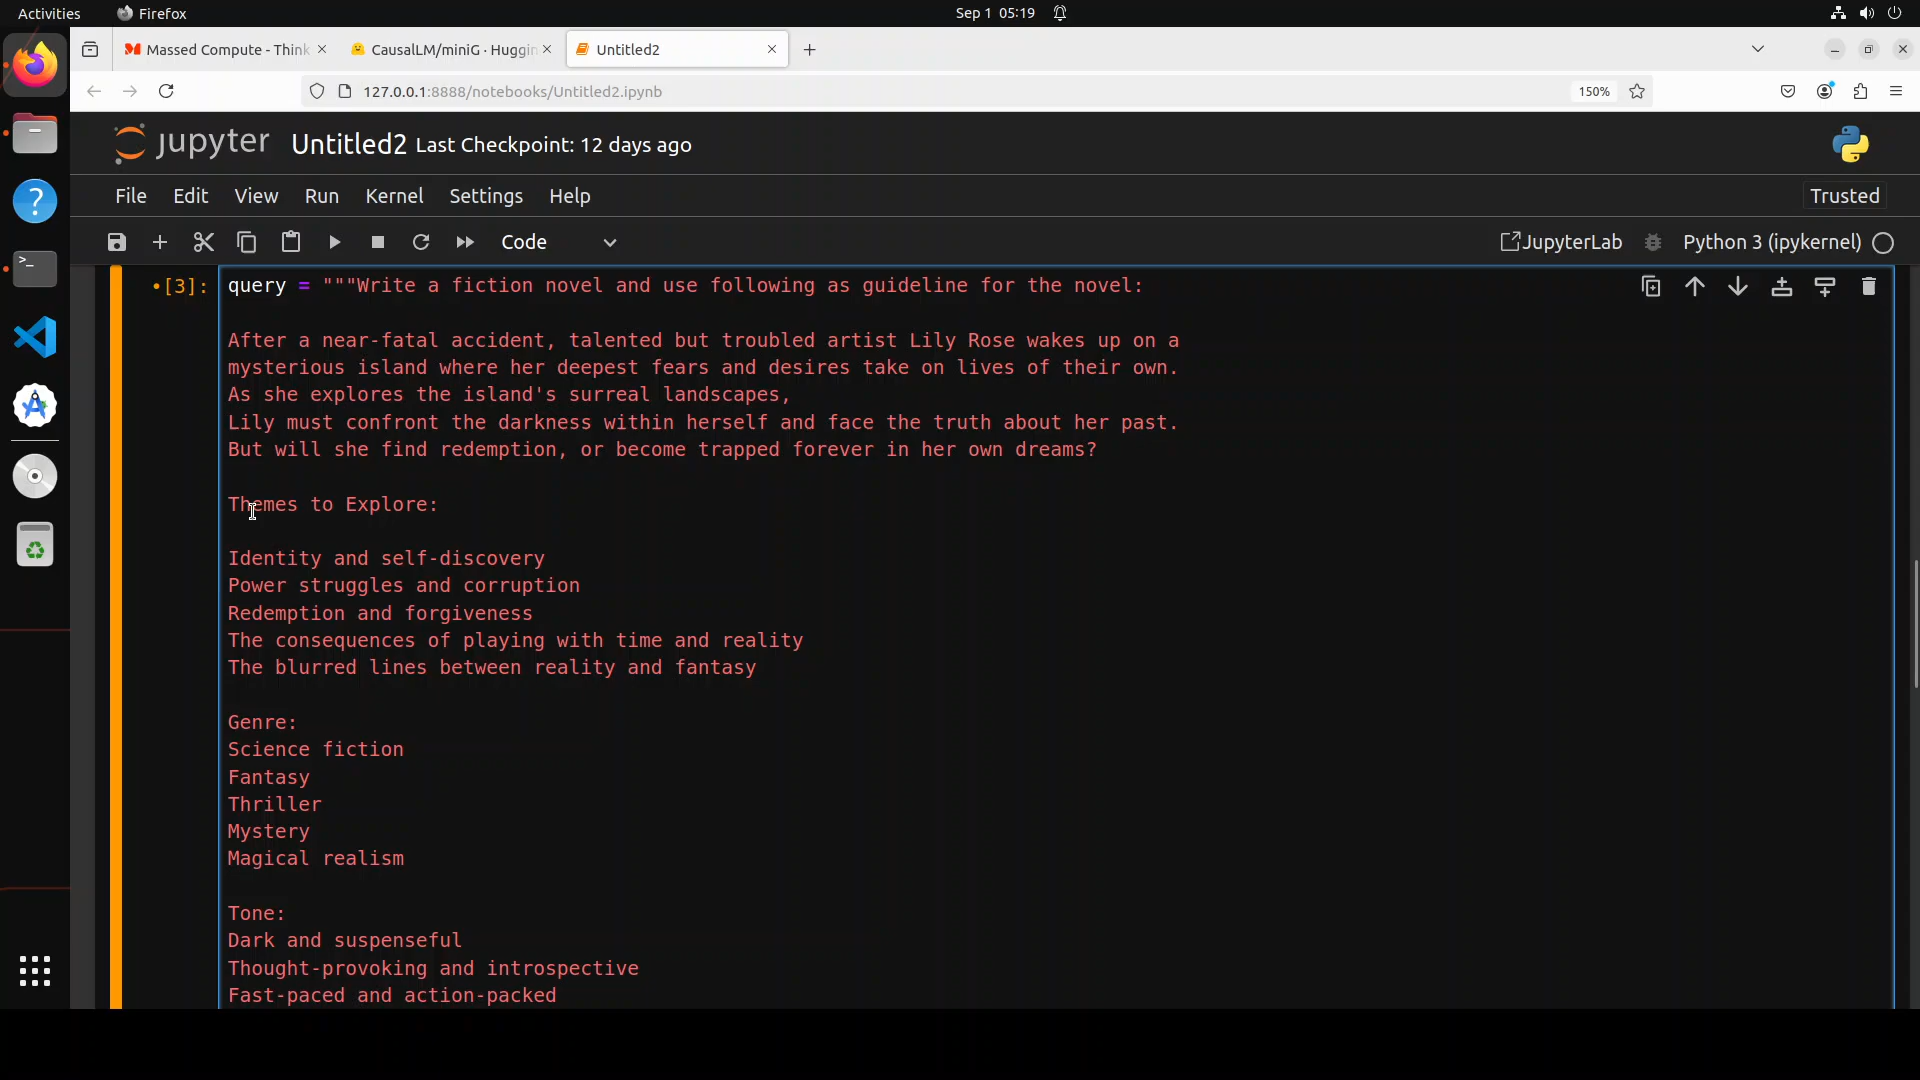 Activities
Firefox
Sep 1 05:19
Massed Compute - Think
CausalLM/miniG · Huggin
Untitled2
127.0.0.1:8888/notebooks/Untitled2.ipynb
150%
jupyter
Untitled2 Last Checkpoint: 12 days ago
File Edit View Run Kernel Settings Help
Trusted
Code
JupyterLab
Python 3 (ipykernel)
•[3]: query = """Write a fiction novel and use following as guideline for the novel:
After a near-fatal accident, talented but troubled artist Lily Rose wakes up on a
mysterious island where her deepest fears and desires take on lives of their own.
As she explores the island's surreal landscapes,
Lily must confront the darkness within herself and face the truth about her past.
But will she find redemption, or become trapped forever in her own dreams?
Themes to Explore:
Identity and self-discovery
Power struggles and corruption
Redemption and forgiveness
The consequences of playing with time and reality
The blurred lines between reality and fantasy
Genre:
Science fiction
Fantasy
Thriller
Mystery
Magical realism
Tone:
Dark and suspenseful
Thought-provoking and introspective
Fast-paced and action-packed